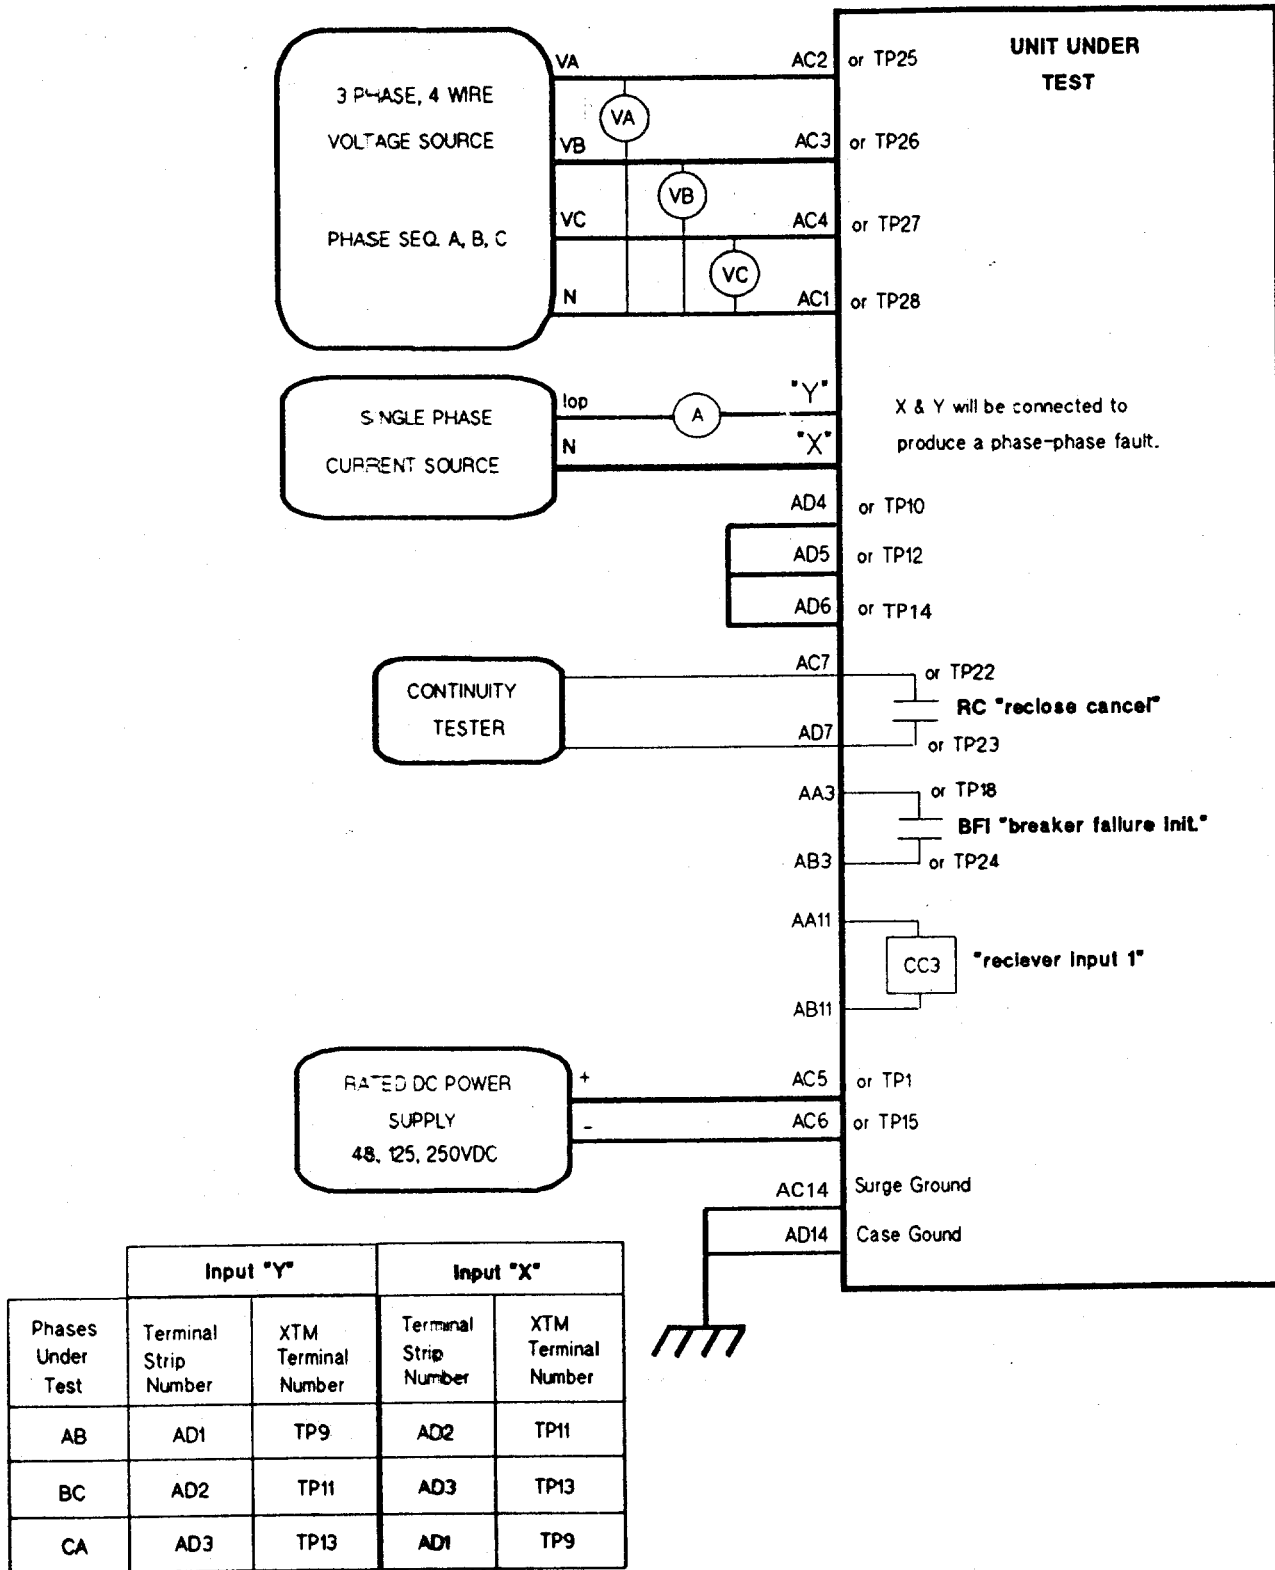 UNIT UNDER
TEST
3 PHASE, 4 WIRE
VOLTAGE SOURCE
PHASE SEQ. A, B, C
VA
VA
AC2 or TP25
VB
VB
AC3 or TP26
VC
VC
AC4 or TP27
N
AC1 or TP28
SINGLE PHASE
CURRENT SOURCE
Iop
A
"Y"
N
"X"
X & Y will be connected to
produce a phase-phase fault.
AD4 or TP10
AD5 or TP12
AD6 or TP14
CONTINUITY
TESTER
AC7 or TP22
RC "reclose cancel"
AD7 or TP23
AA3 or TP18
BFI "breaker failure init."
AB3 or TP24
AA11
CC3 "reciever input 1"
AB11
RATED DC POWER
SUPPLY
48, 125, 250VDC
+ AC5 or TP1
- AC6 or TP15
AC14 Surge Ground
AD14 Case Gound
Input "Y" Input "X"
Phases
Under
Test
Terminal
Strip
Number
XTM
Terminal
Number
Terminal
Strip
Number
XTM
Terminal
Number
AB AD1 TP9 AD2 TP11
BC AD2 TP11 AD3 TP13
CA AD3 TP13 AD1 TP9